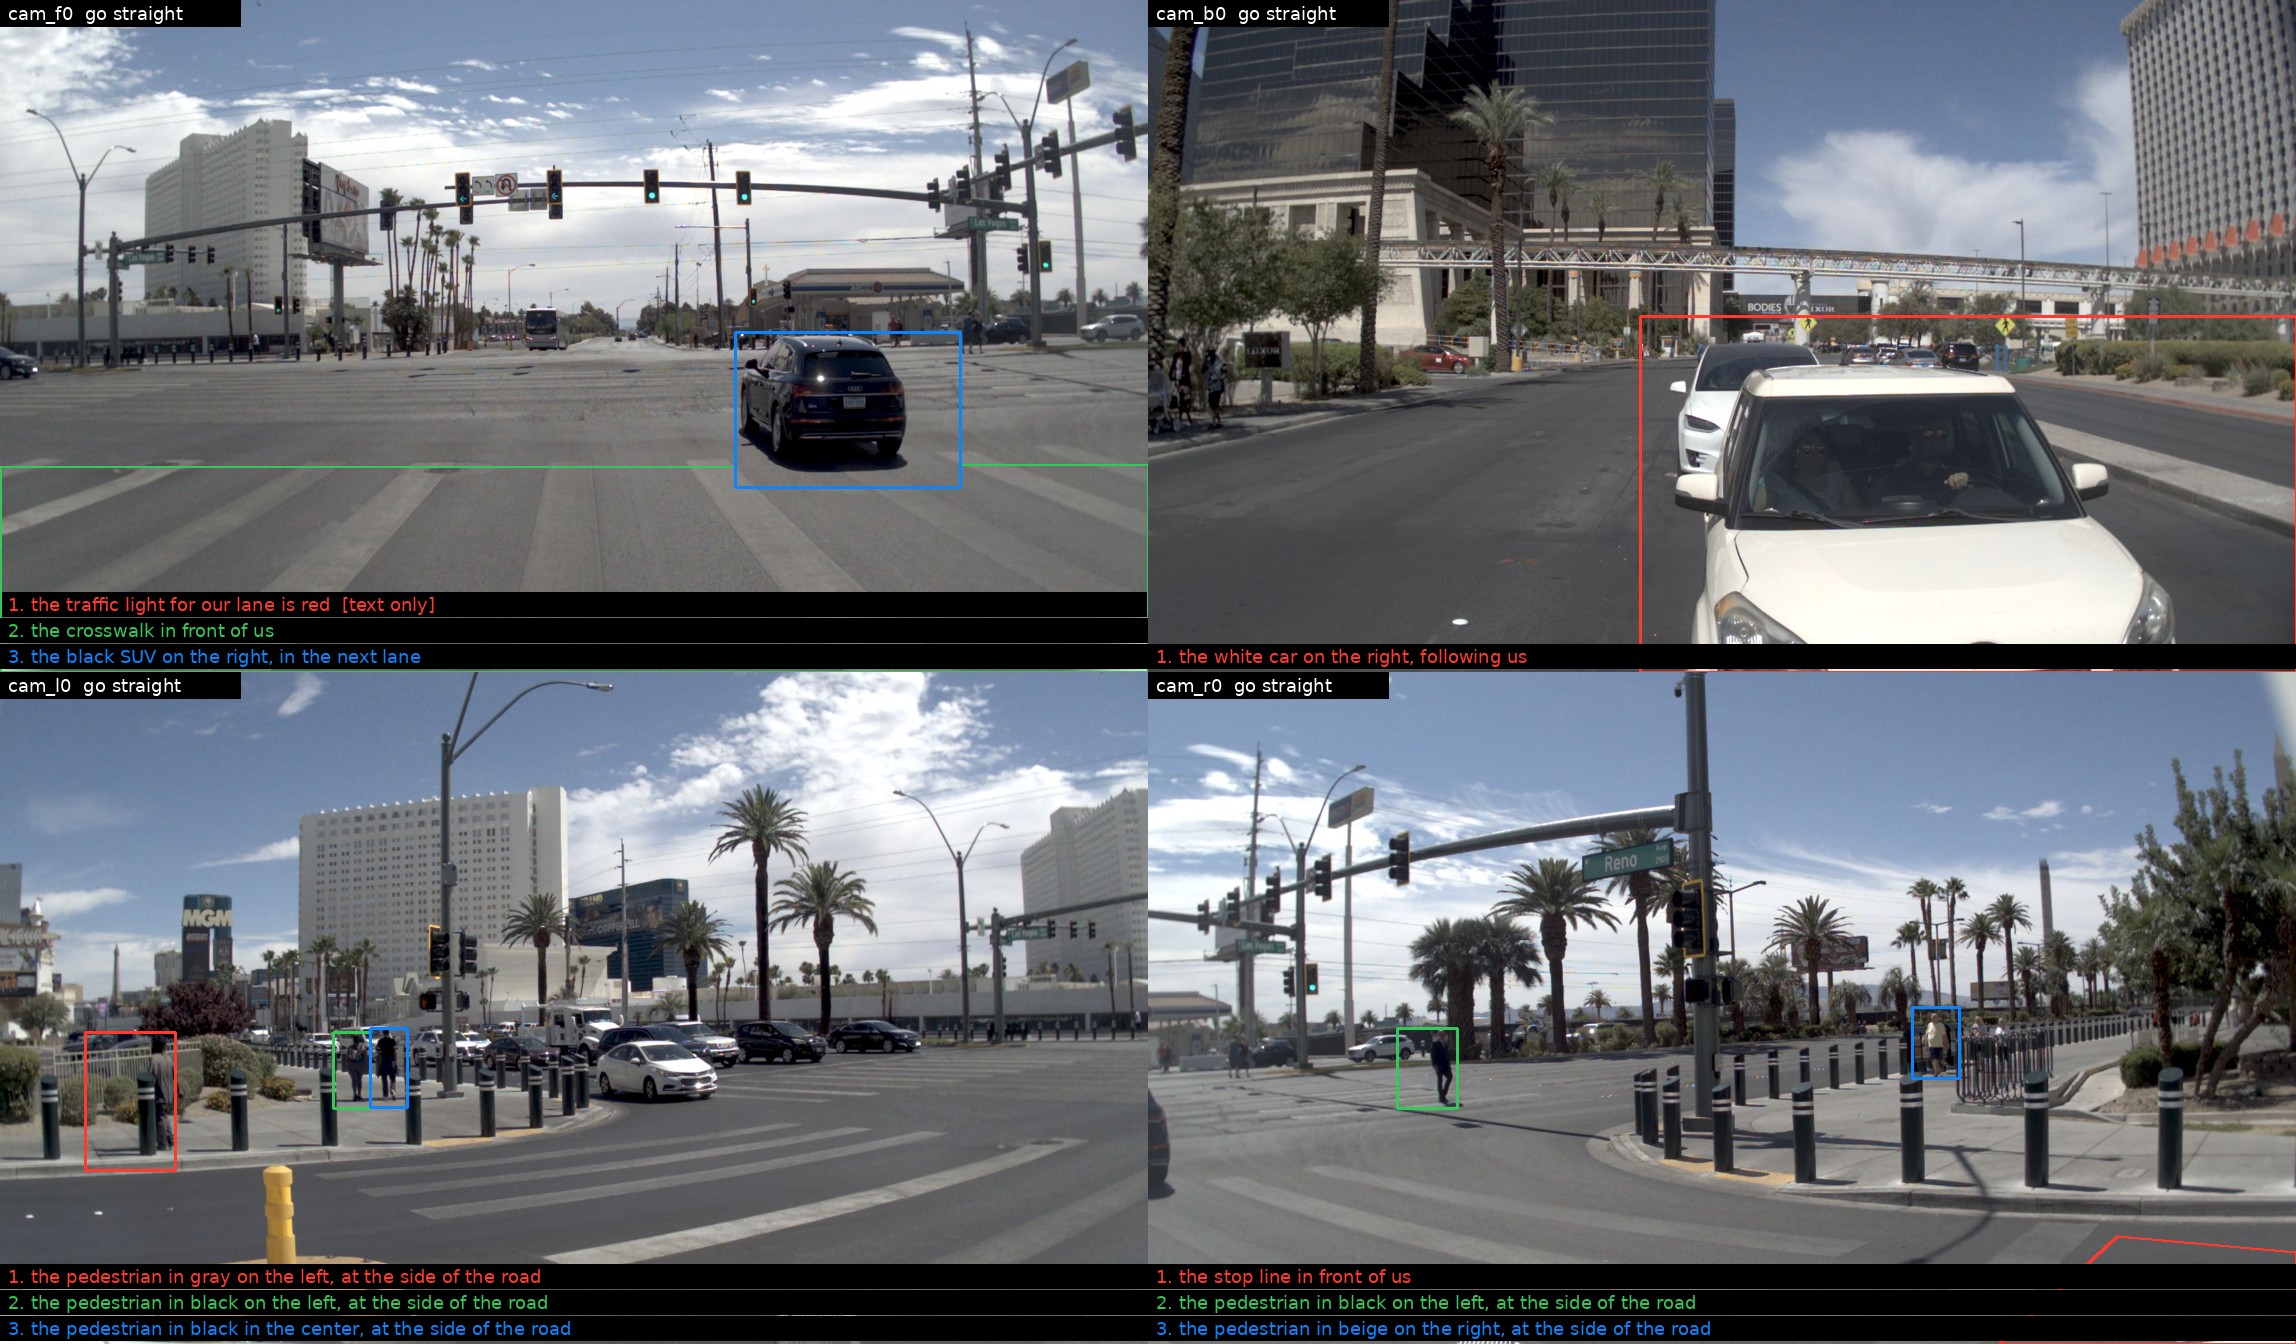 cam_f0 go straight
1. the traffic light for our lane is red [text only]
2. the crosswalk in front of us
3. the black SUV on the right, in the next lane
cam_b0 go straight
BODIES
LUXOR
LUXOR
1. the white car on the right, following us
cam_l0 go straight
MGM
1. the pedestrian in gray on the left, at the side of the road
2. the pedestrian in black on the left, at the side of the road
3. the pedestrian in black in the center, at the side of the road
cam_r0 go straight
Reno Ave
1. the stop line in front of us
2. the pedestrian in black on the left, at the side of the road
3. the pedestrian in beige on the right, at the side of the road
ARCO
Las Vegas